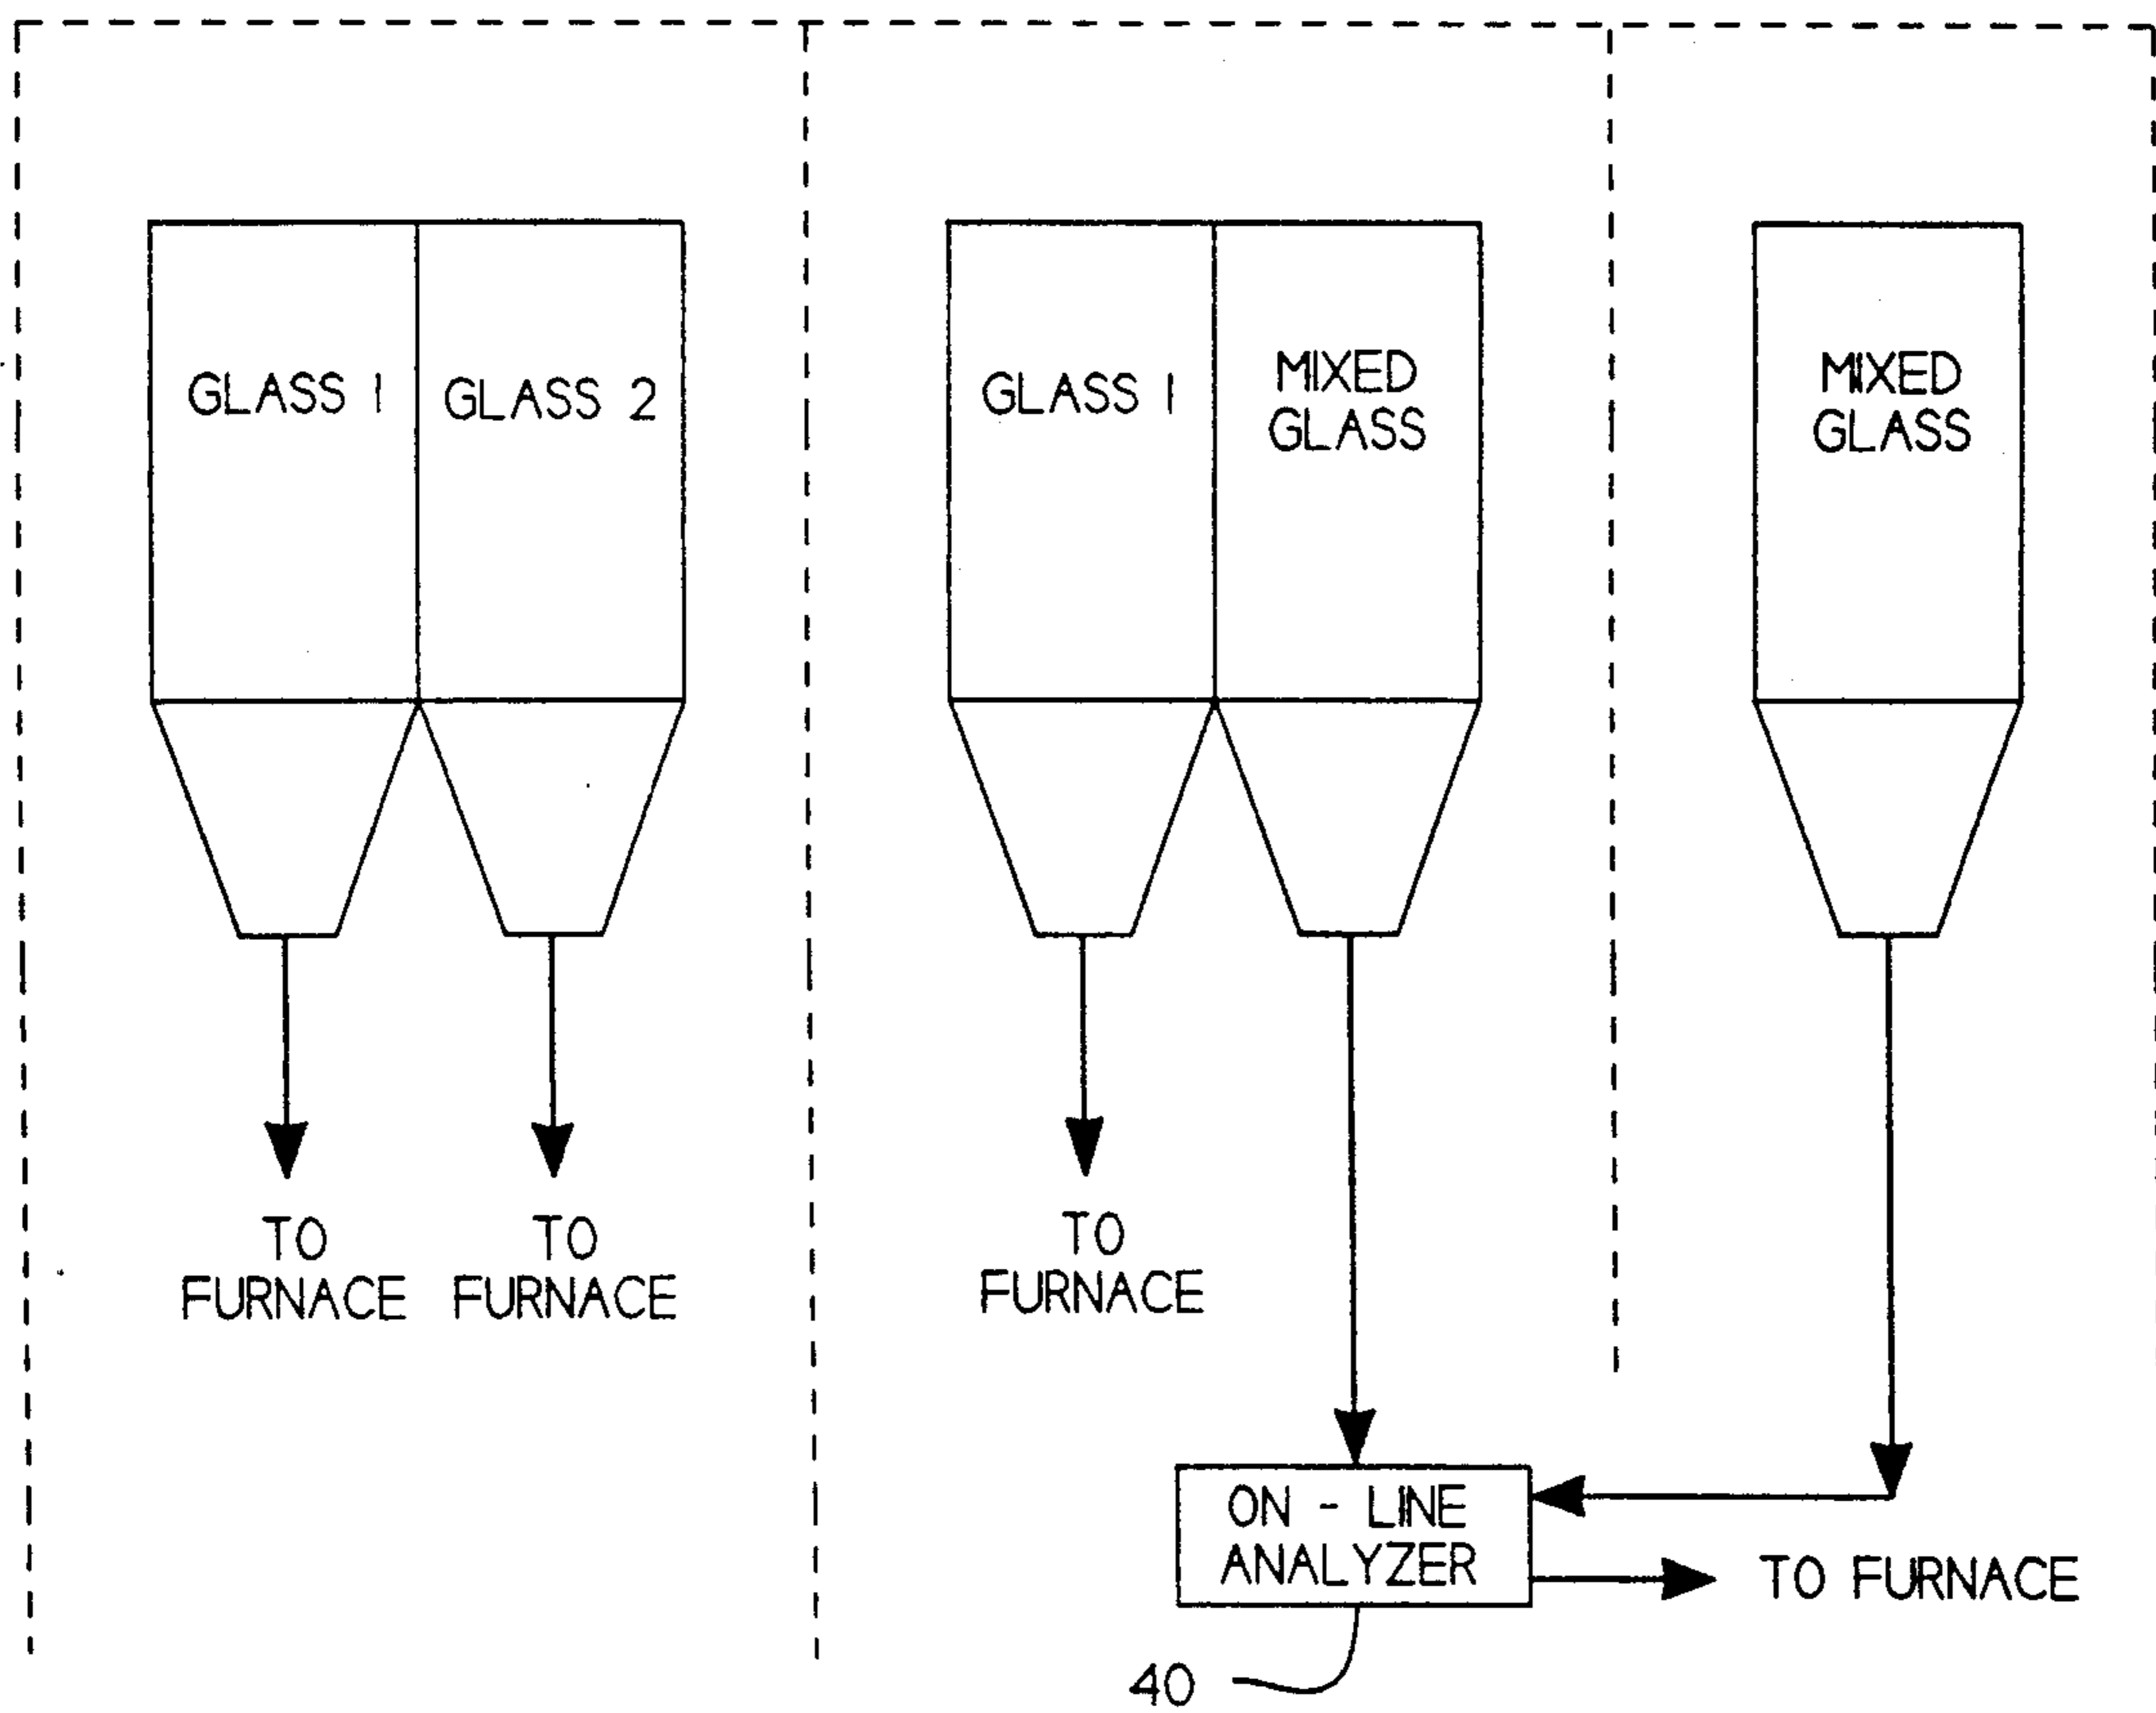 GLASS 1
GLASS 2
GLASS 1
MIXED
GLASS
MIXED
GLASS
TO
FURNACE
TO
FURNACE
TO
FURNACE
ON - LINE
ANALYZER
TO FURNACE
40